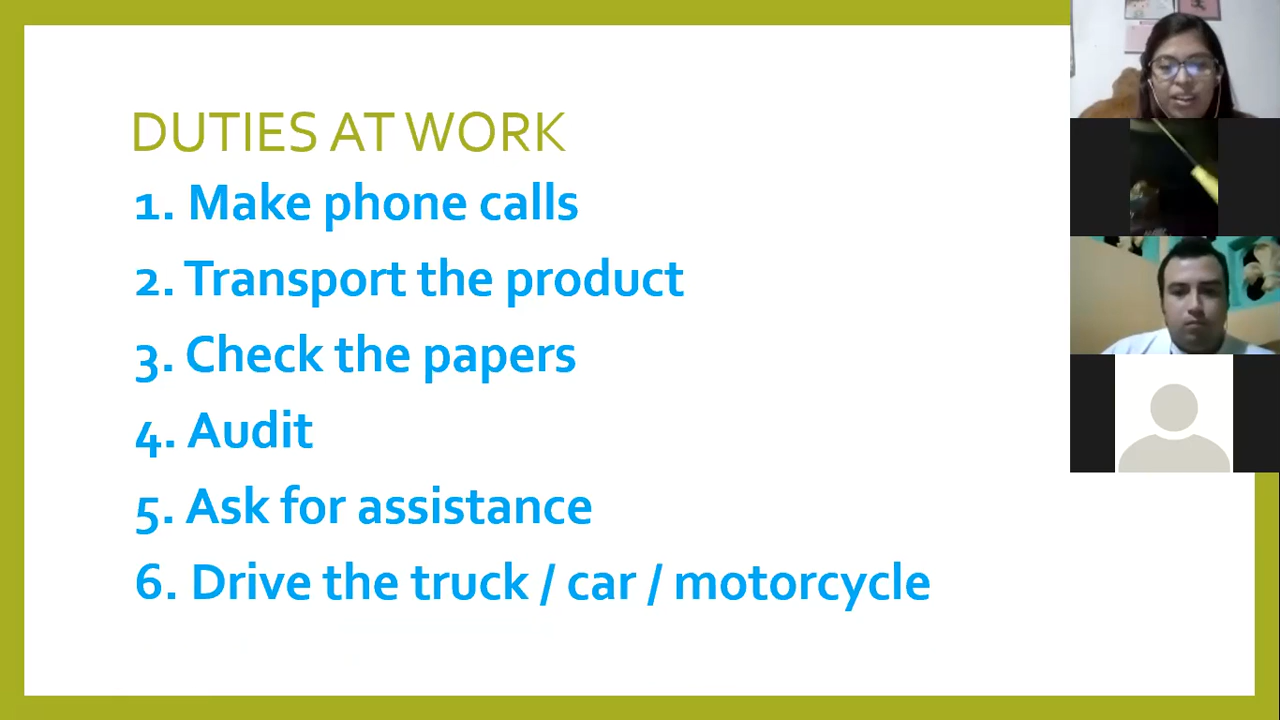 DUTIES AT WORK
1. Make phone calls
2. Transport the product
3. Check the papers
4. Audit
5. Ask for assistance
6. Drive the truck / car / motorcycle